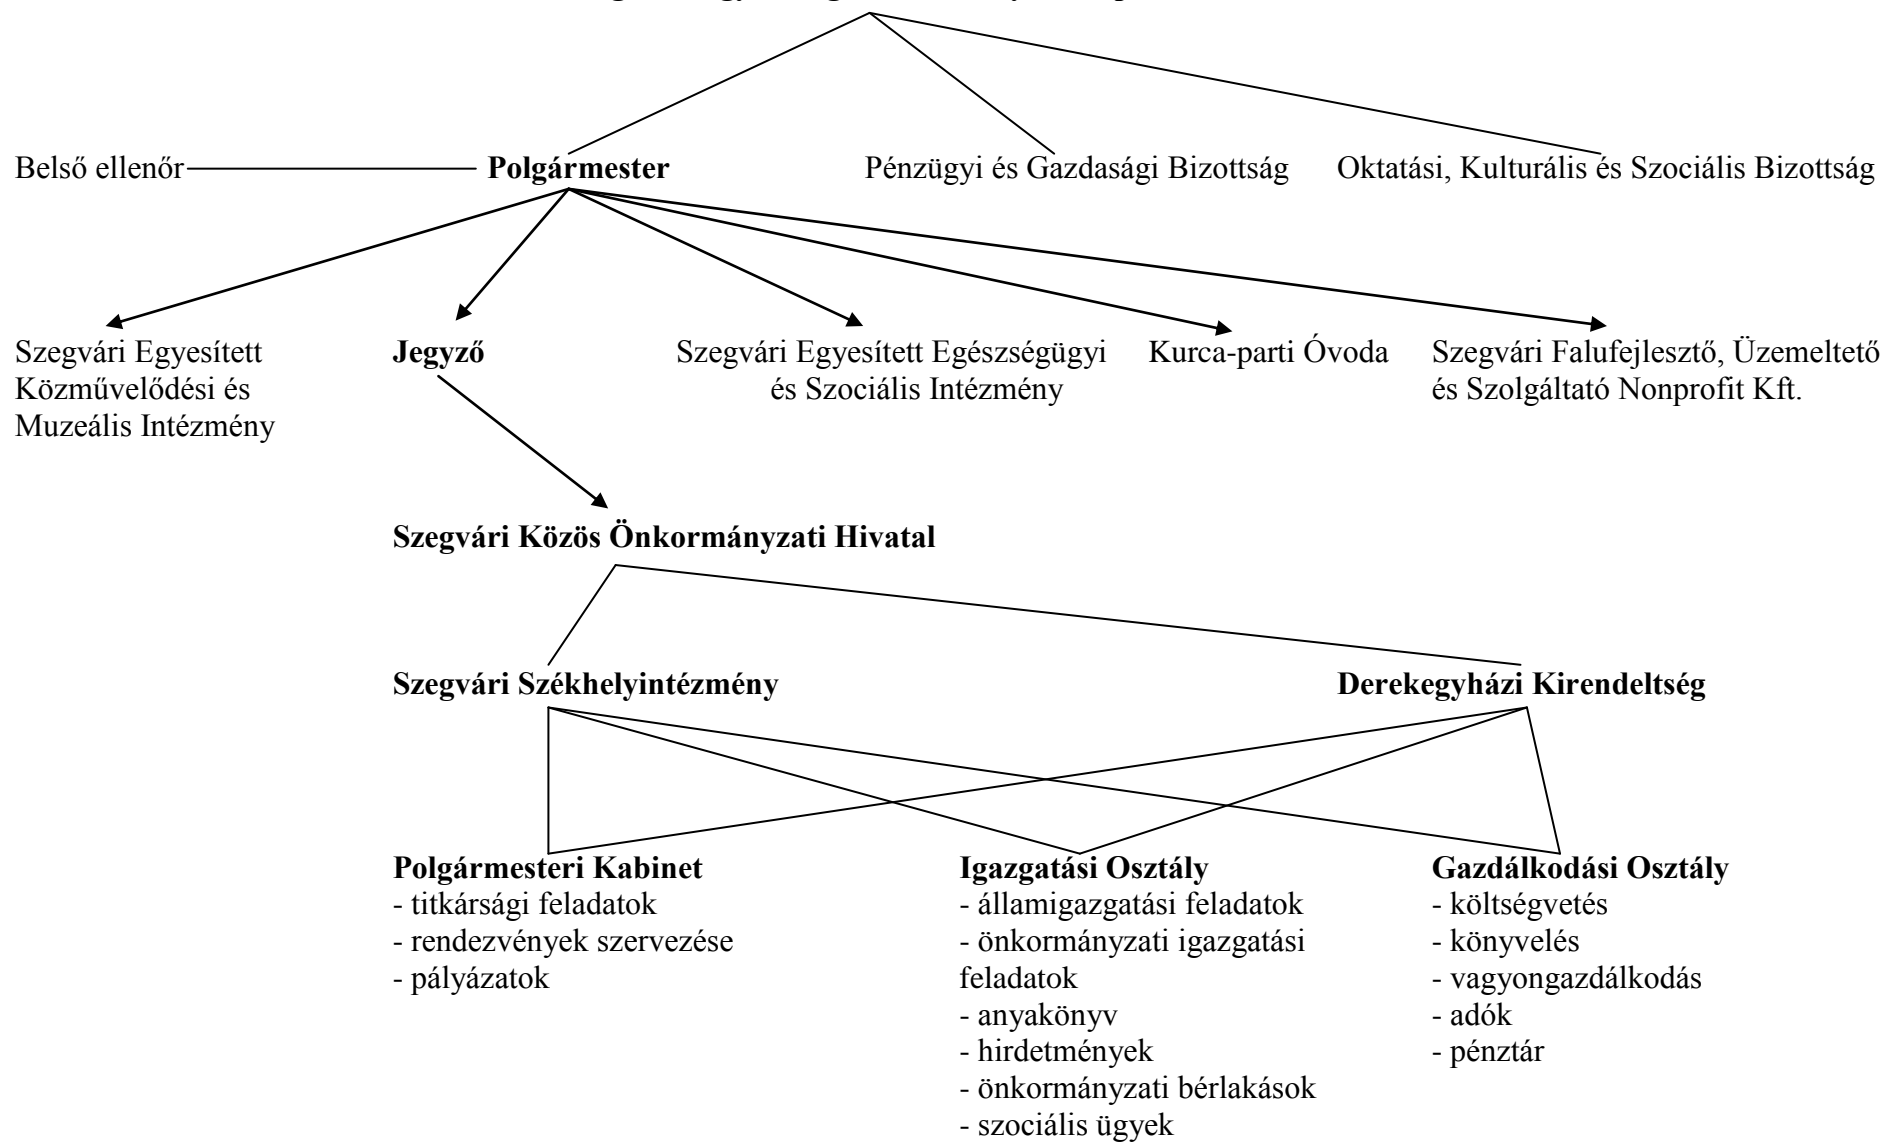 Belső ellenőr
Polgármester
Pénzügyi és Gazdasági Bizottság
Oktatási, Kulturális és Szociális Bizottság
Szegvári Egyesített
Közművelődési és
Muzeális Intézmény
Jegyző
Szegvári Egyesített Egészségügyi
és Szociális Intézmény
Kurca-parti Óvoda
Szegvári Falufejlesztő, Üzemeltető
és Szolgáltató Nonprofit Kft.
Szegvári Közös Önkormányzati Hivatal
Szegvári Székhelyintézmény
Derekegyházi Kirendeltség
Polgármesteri Kabinet
- titkársági feladatok
- rendezvények szervezése
- pályázatok
Igazgatási Osztály
- államigazgatási feladatok
- önkormányzati igazgatási
feladatok
- anyakönyv
- hirdetmények
- önkormányzati bérlakások
- szociális ügyek
Gazdálkodási Osztály
- költségvetés
- könyvelés
- vagyongazdálkodás
- adók
- pénztár